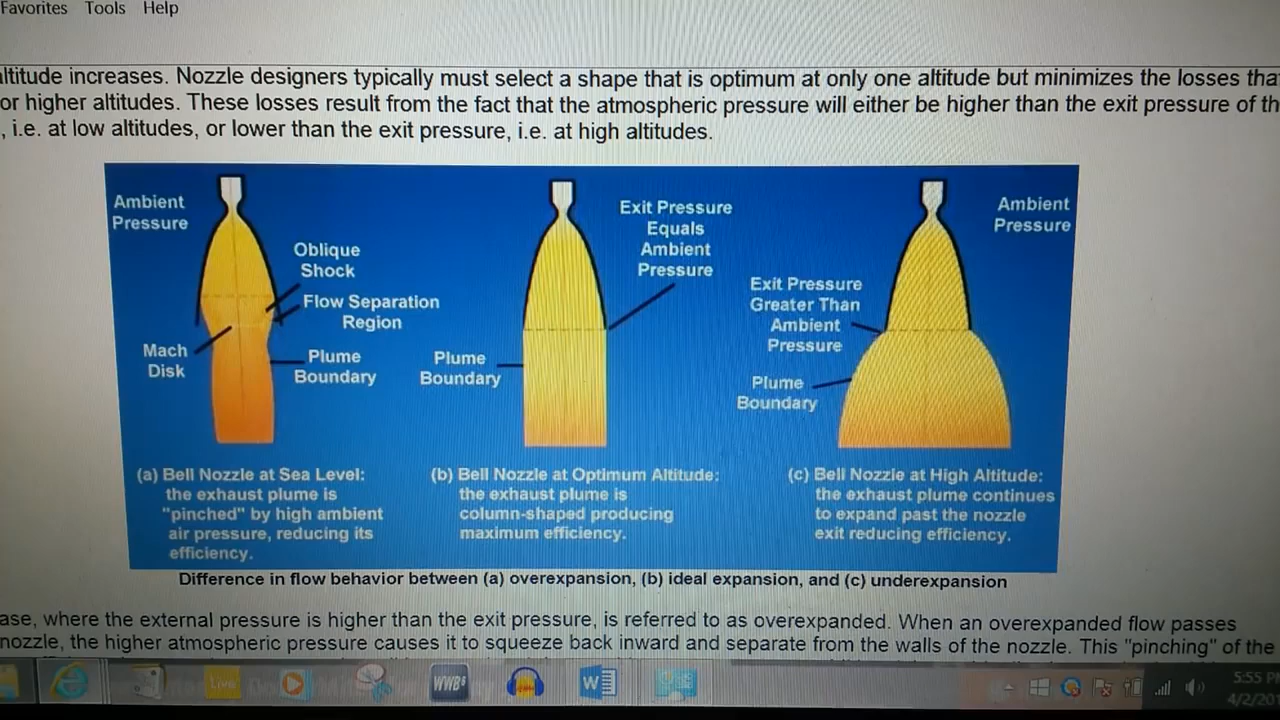 Favorites Tools Help
altitude increases. Nozzle designers typically must select a shape that is optimum at only one altitude but minimizes the losses tha
or higher altitudes. These losses result from the fact that the atmospheric pressure will either be higher than the exit pressure of th
, i.e. at low altitudes, or lower than the exit pressure, i.e. at high altitudes.
Ambient
Pressure
Oblique
Shock
Flow Separation
Region
Mach
Disk
Plume
Boundary
(a) Bell Nozzle at Sea Level:
the exhaust plume is
"pinched" by high ambient
air pressure, reducing its
efficiency.
Exit Pressure
Equals
Ambient
Pressure
Plume
Boundary
(b) Bell Nozzle at Optimum Altitude:
the exhaust plume is
column-shaped producing
maximum efficiency.
Ambient
Pressure
Exit Pressure
Greater Than
Ambient
Pressure
Plume
Boundary
(c) Bell Nozzle at High Altitude:
the exhaust plume continues
to expand past the nozzle
exit reducing efficiency.
Difference in flow behavior between (a) overexpansion, (b) ideal expansion, and (c) underexpansion
ase, where the external pressure is higher than the exit pressure, is referred to as overexpanded. When an overexpanded flow passes
nozzle, the higher atmospheric pressure causes it to squeeze back inward and separate from the walls of the nozzle. This "pinching" of the
Live
WWB6
W
5:55 P
4/2/20